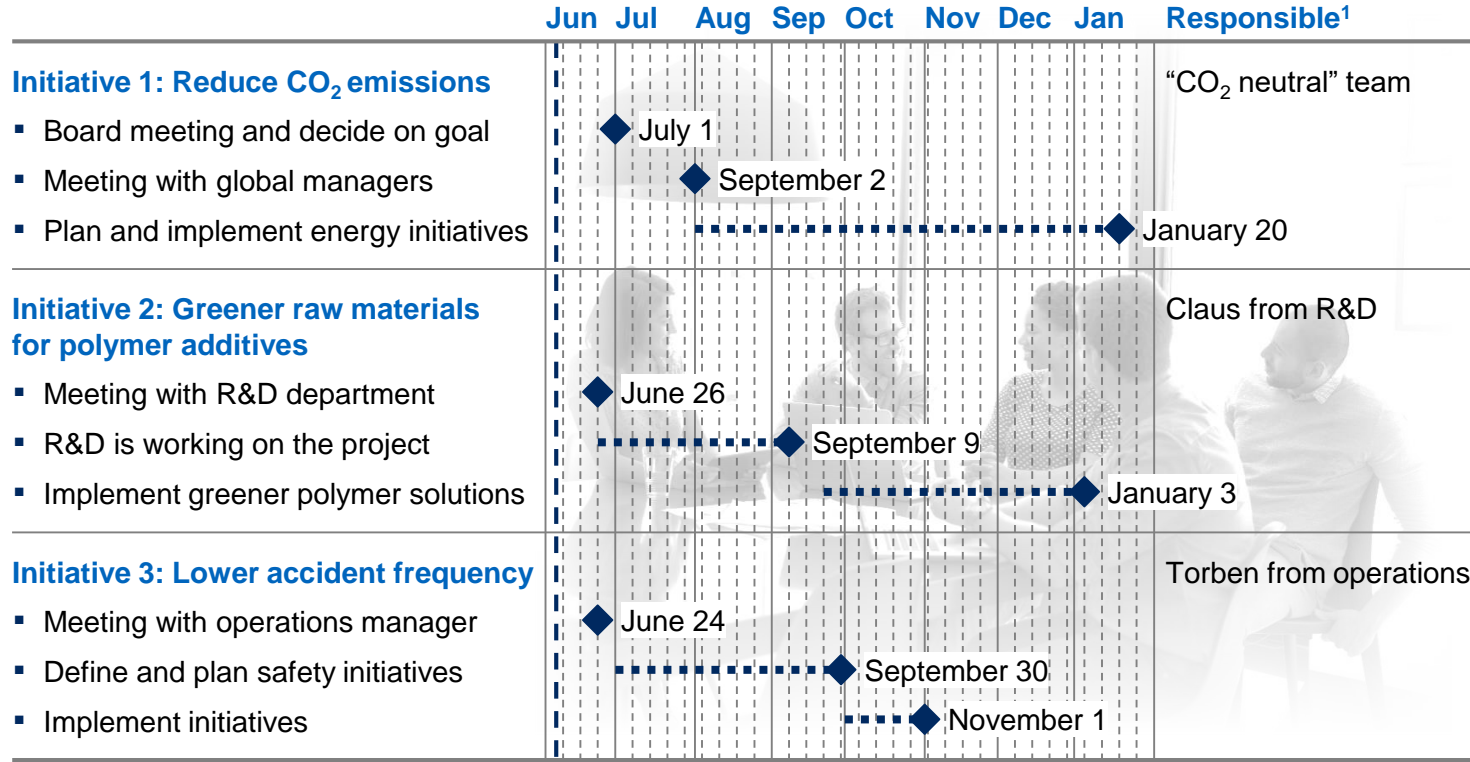 Jun Jul Aug Sep Oct Nov Dec Jan Responsible¹
Initiative 1: Reduce CO₂ emissions
“CO₂ neutral” team
▪ Board meeting and decide on goal
July 1
▪ Meeting with global managers
September 2
▪ Plan and implement energy initiatives
January 20
Initiative 2: Greener raw materials
for polymer additives
Claus from R&D
▪ Meeting with R&D department
June 26
▪ R&D is working on the project
September 9
▪ Implement greener polymer solutions
January 3
Initiative 3: Lower accident frequency
Torben from operations
▪ Meeting with operations manager
June 24
▪ Define and plan safety initiatives
September 30
▪ Implement initiatives
November 1